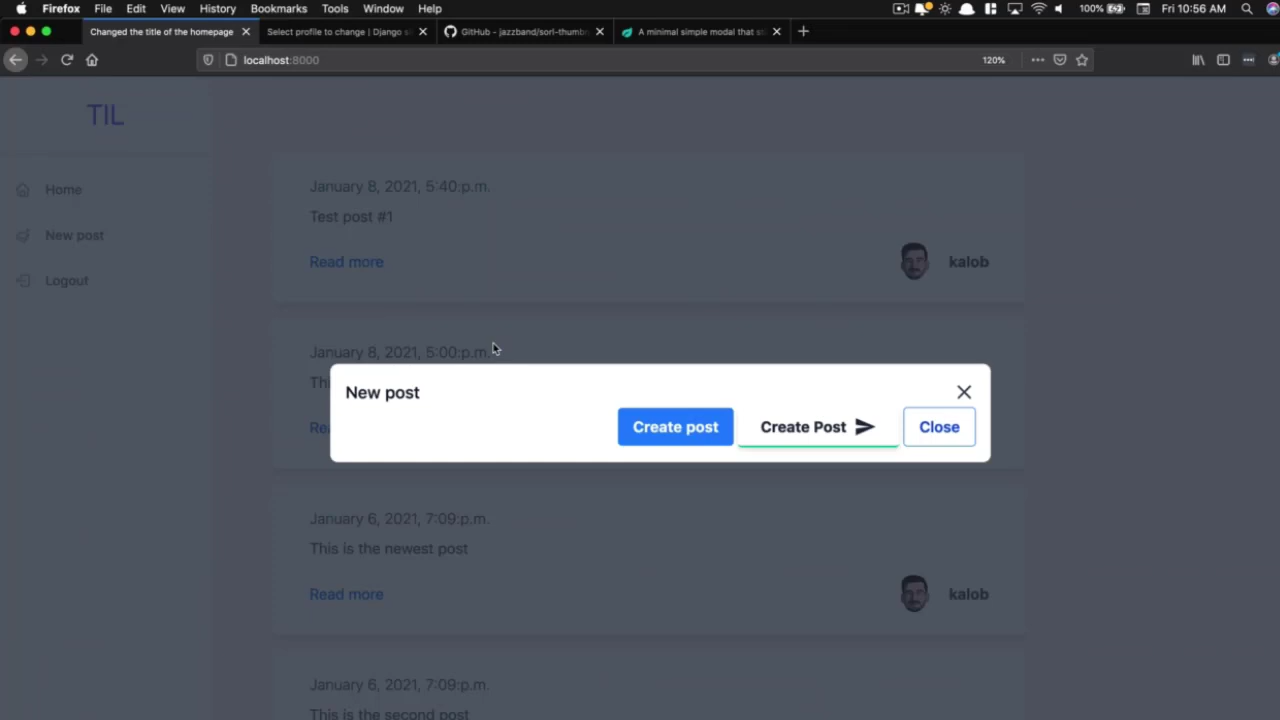 Firefox File Edit View History Bookmarks Tools Window Help 100% Fri 10:56 AM
Changed the title of the homepage Select profile to change | Django si GitHub - jazzband/sorl-thumbn A minimal simple modal that st
localhost:8000 120%
TIL
Home
New post
Logout
January 8, 2021, 5:40:p.m.
Test post #1
Read more kalob
January 8, 2021, 5:00:p.m.
New post
Create post Create Post Close
January 6, 2021, 7:09:p.m.
This is the newest post
Read more kalob
January 6, 2021, 7:09:p.m.
This is the second post